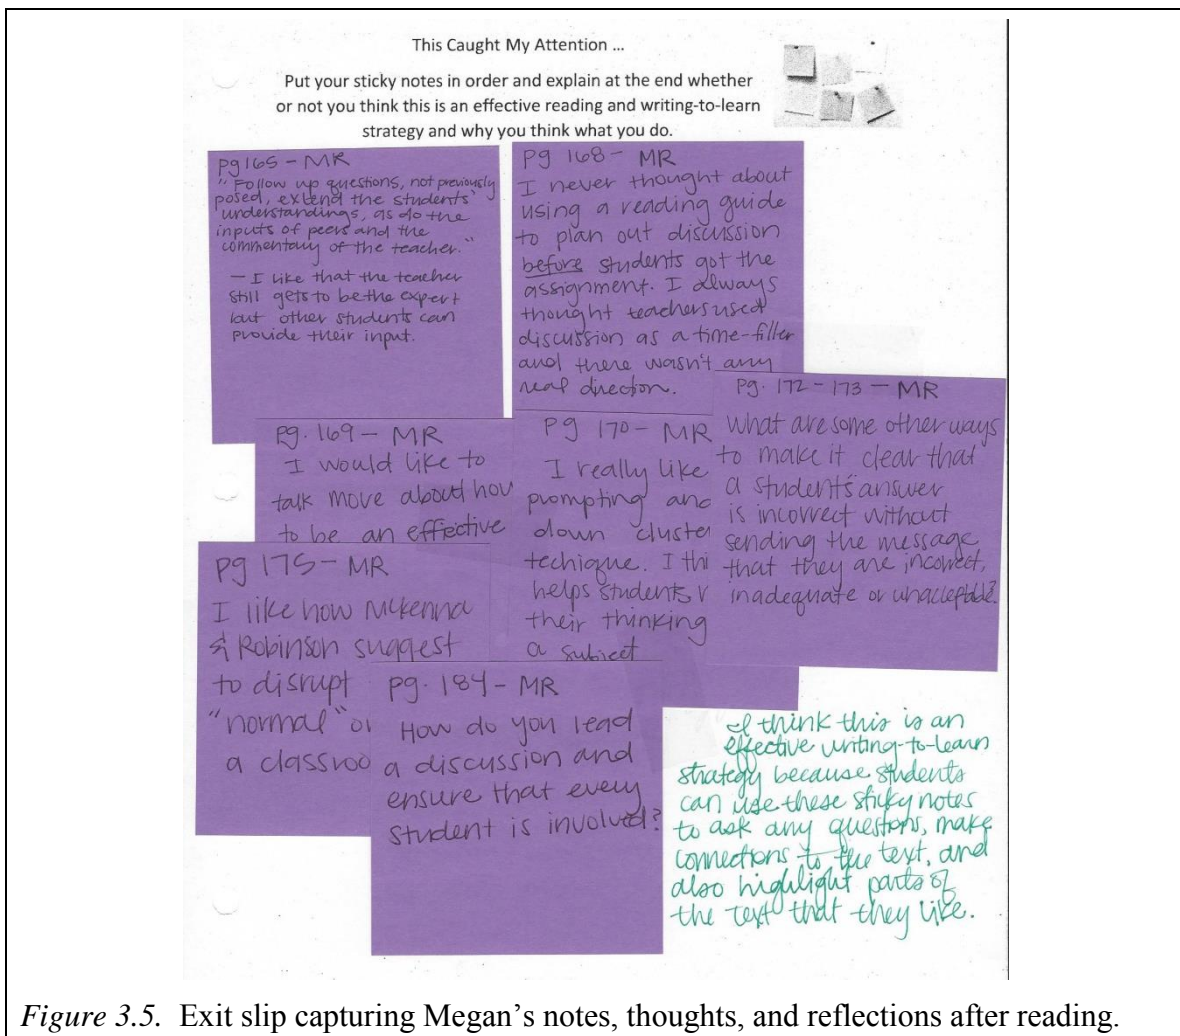 This Caught My Attention ...
Put your sticky notes in order and explain at the end whether
or not you think this is an effective reading and writing-to-learn
strategy and why you think what you do.
pg 165 - MR
"Follow up questions, not previously
posed, extend the students'
understandings, as do the
inputs of peers and the
commentary of the teacher."
- I like that the teacher
still gets to be the expert
but other students can
provide their input.
pg 168 - MR
I never thought about
using a reading guide
to plan out discussion
before students got the
assignment. I always
thought teachers used
discussion as a time-filler
and there wasn't any
real direction.
pg. 169 - MR
I would like to
talk more about how
to be an effective
pg 170 - MR
I really like
prompting and
down cluste
techique. I thi
helps students v
their thinking
a subject
pg. 172 - 173 - MR
What are some other ways
to make it clear that
a students' answer
is incorrect without
sending the message
that they are incorrect,
inadequate or unacceptable?
pg 175 - MR
I like how McKenna
& Robinson suggest
to disrupt
"normal" or
a classroo
pg. 184 - MR
How do you lead
a discussion and
ensure that every
student is involved?
I think this is an
effective writing-to-learn
strategy because students
can use these sticky notes
to ask any questions, make
connections to the text, and
also highlight parts of
the text that they like.
Figure 3.5. Exit slip capturing Megan's notes, thoughts, and reflections after reading.